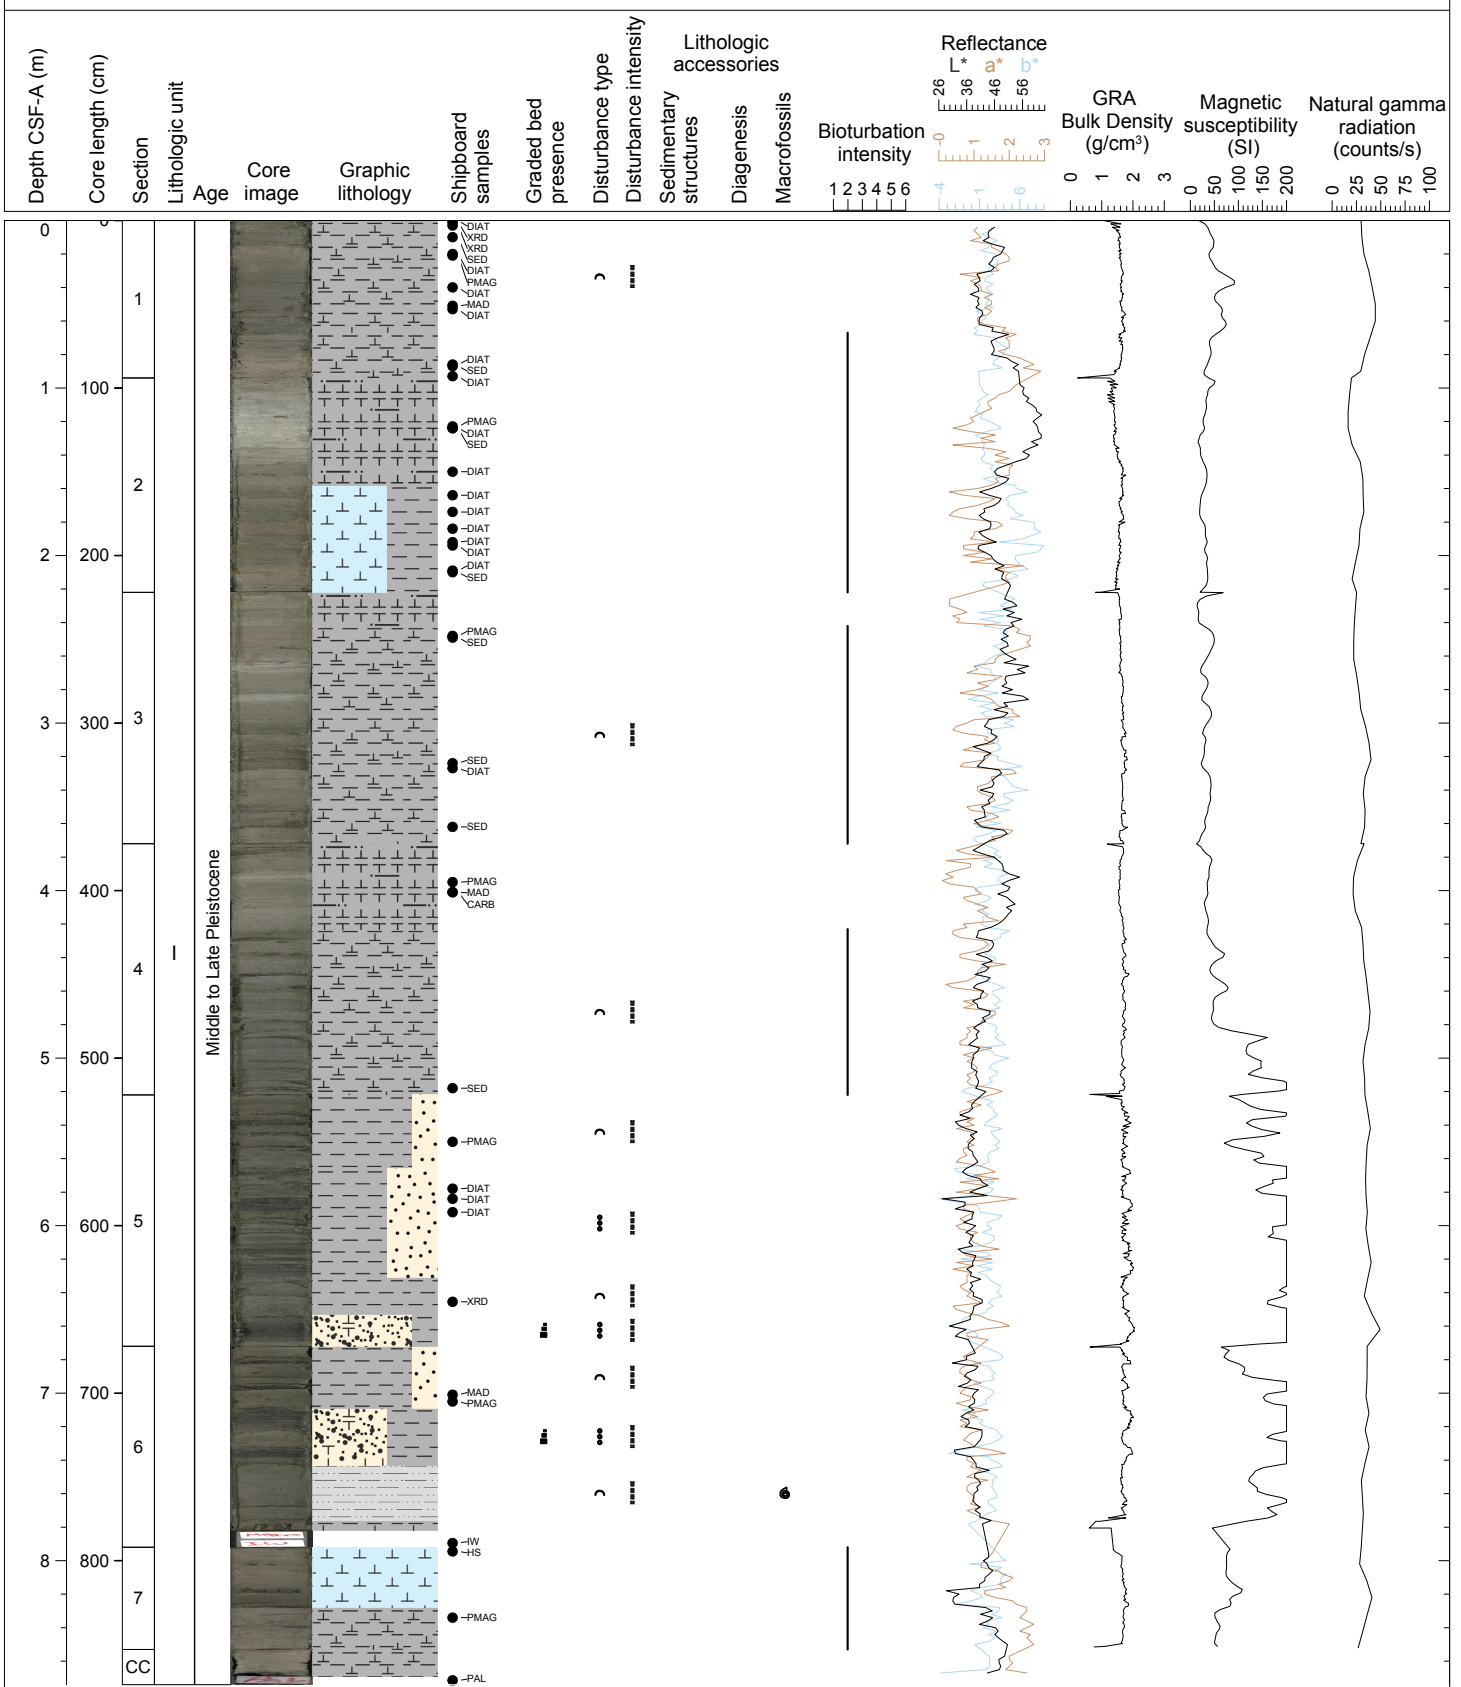 Depth CSF-A (m)
Core length (cm)
Section
Lithologic unit
Age
Core
image
Graphic
lithology
Shipboard
samples
Graded bed
presence
Disturbance type
Disturbance intensity
Lithologic
accessories
Sedimentary
structures
Diagenesis
Macrofossils
Bioturbation
intensity
1 2 3 4 5 6
Reflectance
L* a* b*
26 36 46 56
-0 1 2 3
-4 1 6
GRA
Bulk Density
(g/cm³)
0 1 2 3
Magnetic
susceptibility
(SI)
0 50 100 150 200
Natural gamma
radiation
(counts/s)
0 25 50 75 100
0 0
DIAT
XRD
XRD
SED
DIAT
PMAG
DIAT
MAD
DIAT
1
DIAT
SED
DIAT
1 100
PMAG
DIAT
SED
DIAT
2
DIAT
DIAT
DIAT
DIAT
DIAT
2 200
DIAT
SED
PMAG
SED
3 300
3
SED
DIAT
SED
PMAG
MAD
CARB
4 400
4
I
Middle to Late Pleistocene
5 500
SED
PMAG
DIAT
DIAT
DIAT
5
6 600
XRD
7 700
MAD
PMAG
6
IW
HS
8 800
7
PMAG
CC
PAL